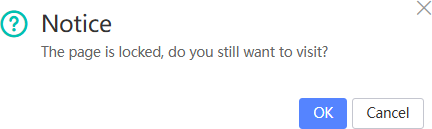 Notice
The page is locked, do you still want to visit?
OK
Cancel